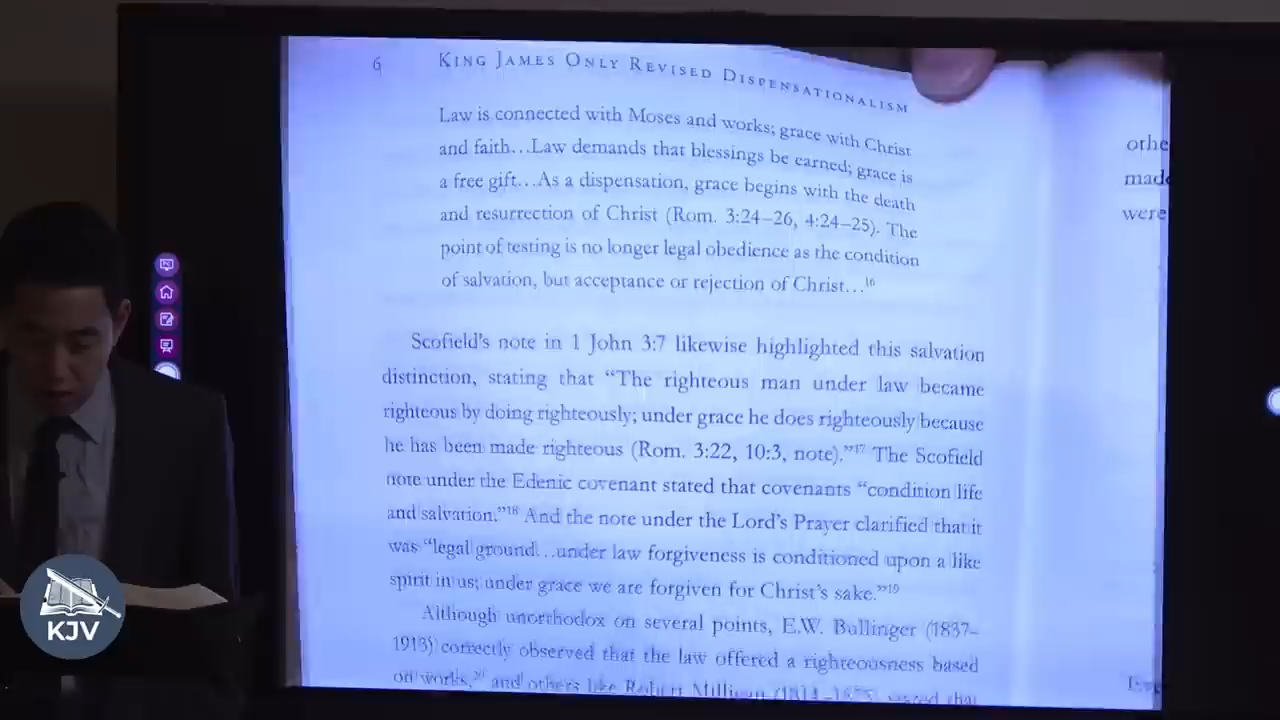 6 KING JAMES ONLY REVISED DISPENSATIONALISM
Law is connected with Moses and works; grace with Christ
and faith…Law demands that blessings be earned; grace is
a free gift…As a dispensation, grace begins with the death
and resurrection of Christ (Rom. 3:24–26, 4:24–25). The
point of testing is no longer legal obedience as the condition
of salvation, but acceptance or rejection of Christ…16
Scofield's note in 1 John 3:7 likewise highlighted this salvation
distinction, stating that “The righteous man under law became
righteous by doing righteously; under grace he does righteously because
he has been made righteous (Rom. 3:22, 10:3, note).”17 The Scofield
note under the Edenic covenant stated that covenants “condition life
and salvation.”18 And the note under the Lord's Prayer clarified that it
was “legal ground…under law forgiveness is conditioned upon a like
spirit in us; under grace we are forgiven for Christ's sake.”19
Although unorthodox on several points, E.W. Bullinger (1837–
1913) correctly observed that the law offered a righteousness based
on works,20 and others like Robert Milligan
othe
made
were
KJV